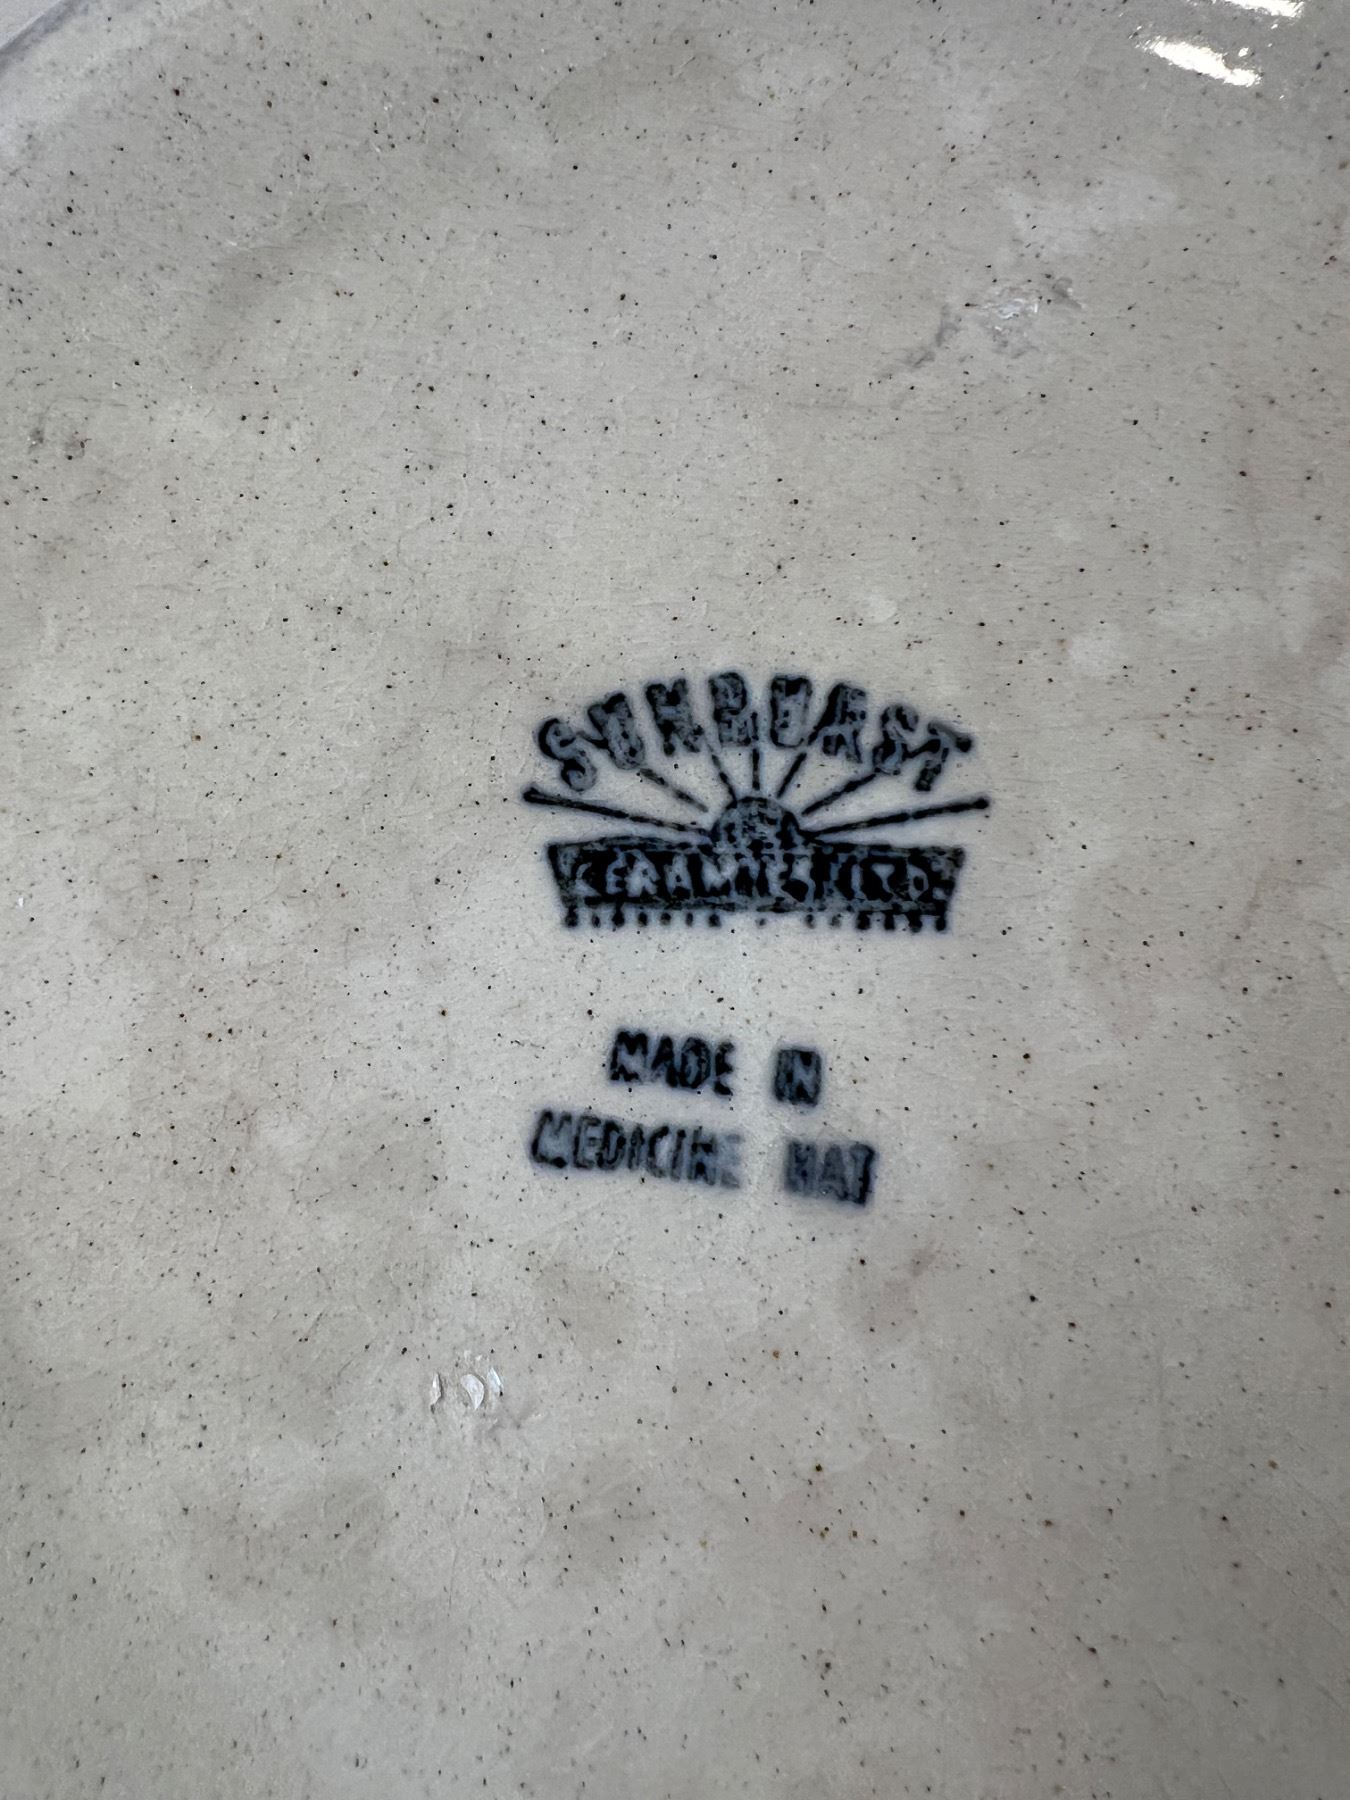 SUNBURST
CERAMICS LTD.
MADE IN
MEDICINE HAT